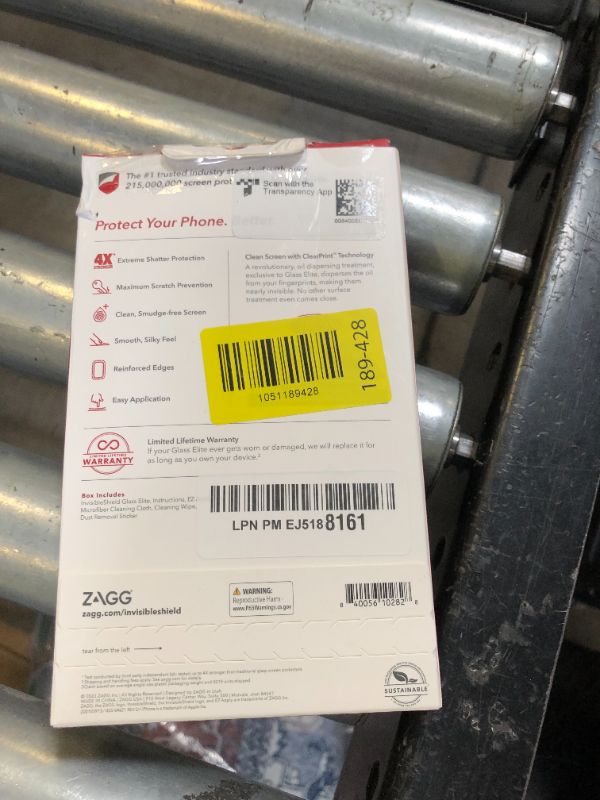 The #1 trusted industry standard with over
215,000,000 screen
Scan with the
Transparency App
Protect Your Phone. Better.
4X Extreme Shatter Protection
Maximum Scratch Prevention
Clean, Smudge-free Screen
Smooth, Silky Feel
Reinforced Edges
Easy Application
Clean Screen with ClearPrint™ Technology
A revolutionary, oil dispersing treatment,
exclusive to Glass Elite, disperses the oil
from your fingerprints, making them
nearly invisible. No other surface
treatment even comes close.
1051189428
189-428
LIMITED LIFETIME
WARRANTY
Limited Lifetime Warranty
If your Glass Elite ever gets worn or damaged, we will replace it for
as long as you own your device.²
Box Includes
InvisibleShield Glass Elite, Instructions, EZ
Microfiber Cleaning Cloth, Cleaning Wipe,
Dust Removal Sticker
LPN PM EJ5188161
ZAGG
zagg.com/invisibleshield
WARNING:
Reproductive Harm -
www.P65Warnings.ca.gov
8 40056 10282 8
tear from the left
SUSTAINABLE